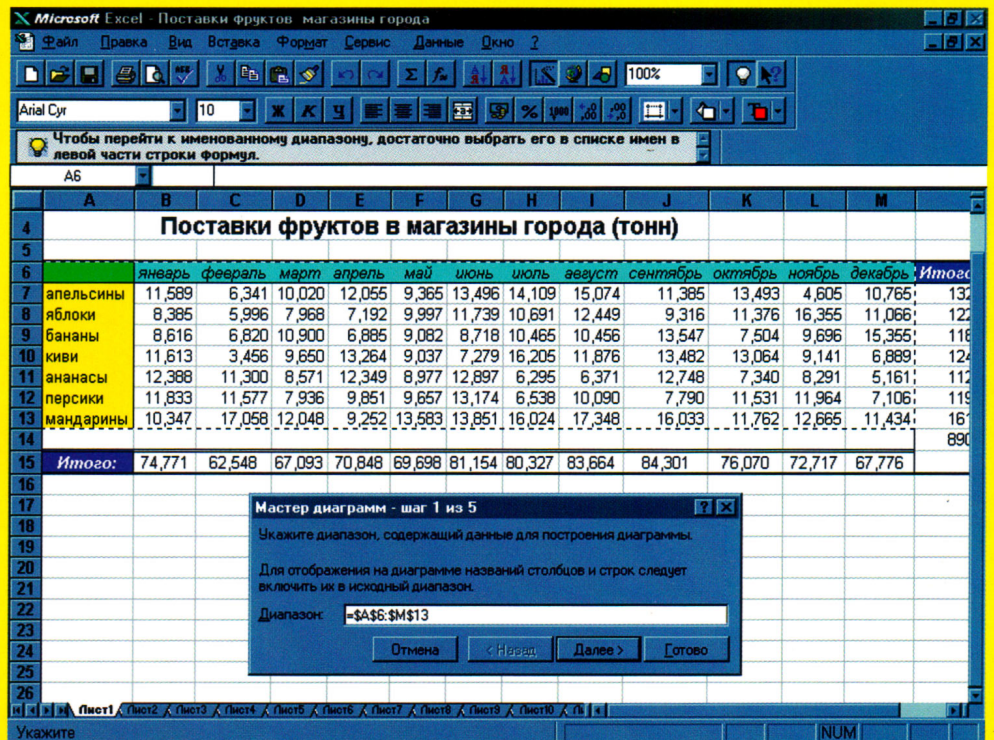 Microsoft Excel - Поставки фруктов магазины города
Файл Правка Вид Вставка Формат Сервис Данные Окно ?
100%
Arial Cyr 10 Ж К Ч % 1000
Чтобы перейти к именованному диапазону, достаточно выбрать его в списке имен в
левой части строки формул.
A6
A B C D E F G H I J K L M
4 Поставки фруктов в магазины города (тонн)
5
6 январь февраль март апрель май июнь июль август сентябрь октябрь ноябрь декабрь Итого
7 апельсины 11,589 6,341 10,020 12,055 9,365 13,496 14,109 15,074 11,385 13,493 4,605 10,765 132
8 яблоки 8,385 5,996 7,968 7,192 9,997 11,739 10,691 12,449 9,316 11,376 16,355 11,066 122
9 бананы 8,616 6,820 10,900 6,885 9,082 8,718 10,465 10,456 13,547 7,504 9,696 15,355 118
10 киви 11,613 3,456 9,650 13,264 9,037 7,279 16,205 11,876 13,482 13,064 9,141 6,889 124
11 ананасы 12,388 11,300 8,571 12,349 8,977 12,897 6,295 6,371 12,748 7,340 8,291 5,161 112
12 персики 11,833 11,577 7,936 9,851 9,657 13,174 6,538 10,090 7,790 11,531 11,964 7,106 119
13 мандарины 10,347 17,058 12,048 9,252 13,583 13,851 16,024 17,348 16,033 11,762 12,665 11,434 161
14 890
15 Итого: 74,771 62,548 67,093 70,848 69,698 81,154 80,327 83,664 84,301 76,070 72,717 67,776
16
17
18
19
20
21
22
23
24
25
26
Мастер диаграмм - шаг 1 из 5
Укажите диапазон, содержащий данные для построения диаграммы.
Для отображения на диаграмме названий столбцов и строк следует
включить их в исходный диапазон.
Диапазон: =$A$6:$M$13
Отмена < Назад Далее > Готово
Лист1 Лист2 Лист3 Лист4 Лист5 Лист6 Лист7 Лист8 Лист9 Лист10
Укажите NUM